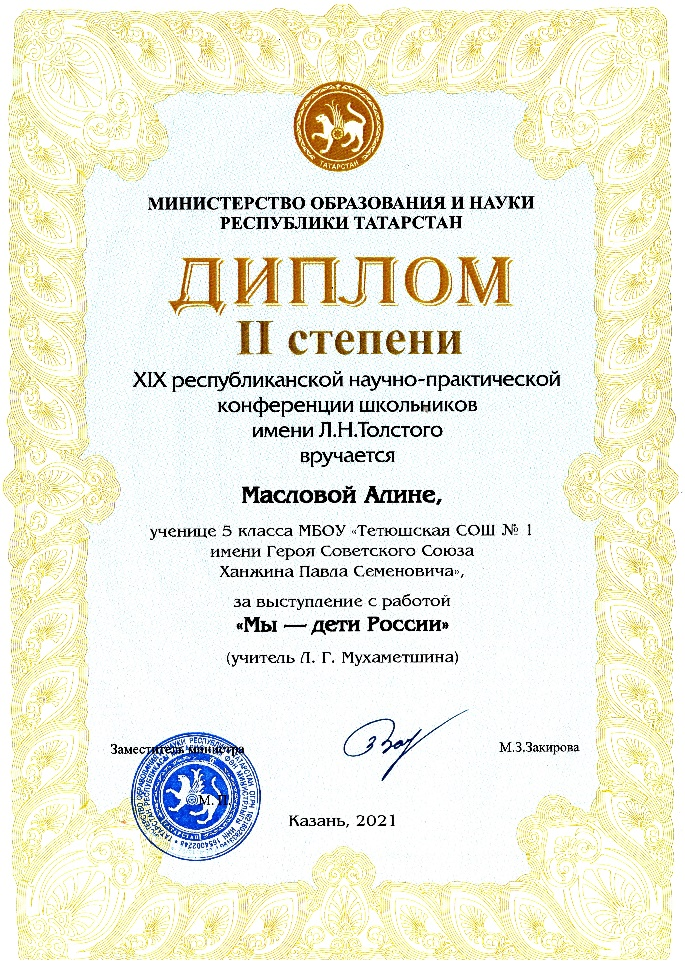 ТАТАРСТАН
МИНИСТЕРСТВО ОБРАЗОВАНИЯ И НАУКИ
РЕСПУБЛИКИ ТАТАРСТАН
ДИПЛОМ
II степени
XIX республиканской научно-практической
конференции школьников
имени Л.Н.Толстого
вручается
Масловой Алине,
ученице 5 класса МБОУ «Тетюшская СОШ № 1
имени Героя Советского Союза
Ханжина Павла Семеновича»,
за выступление с работой
«Мы — дети России»
(учитель Л. Г. Мухаметшина)
Заместитель министра
М.З.Закирова
М. П.
Казань, 2021